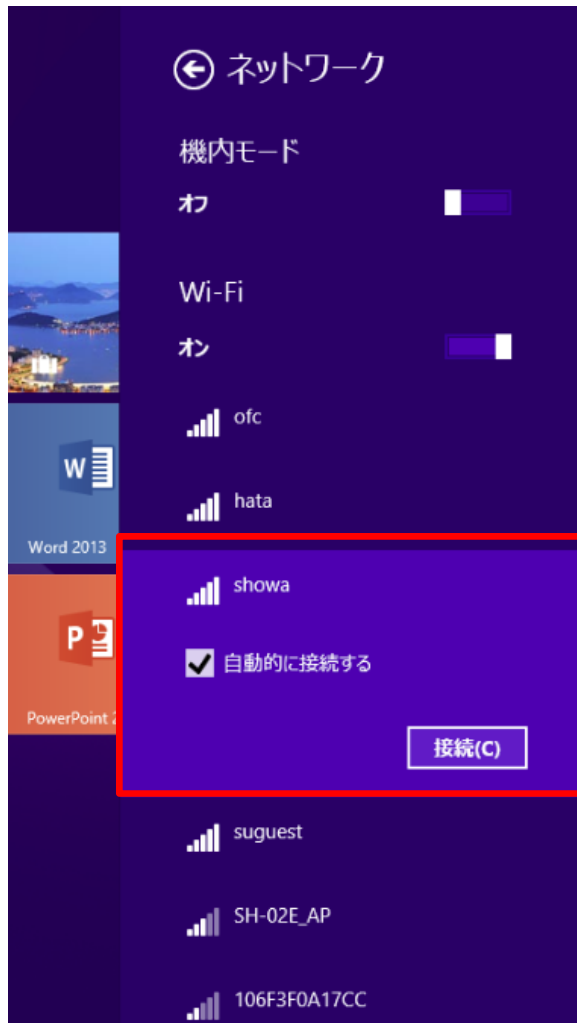 ネットワーク
機内モード
オフ
Wi-Fi
オン
ofc
hata
Word 2013
showa
自動的に接続する
PowerPoint 2
接続(C)
suguest
SH-02E_AP
106F3F0A17CC